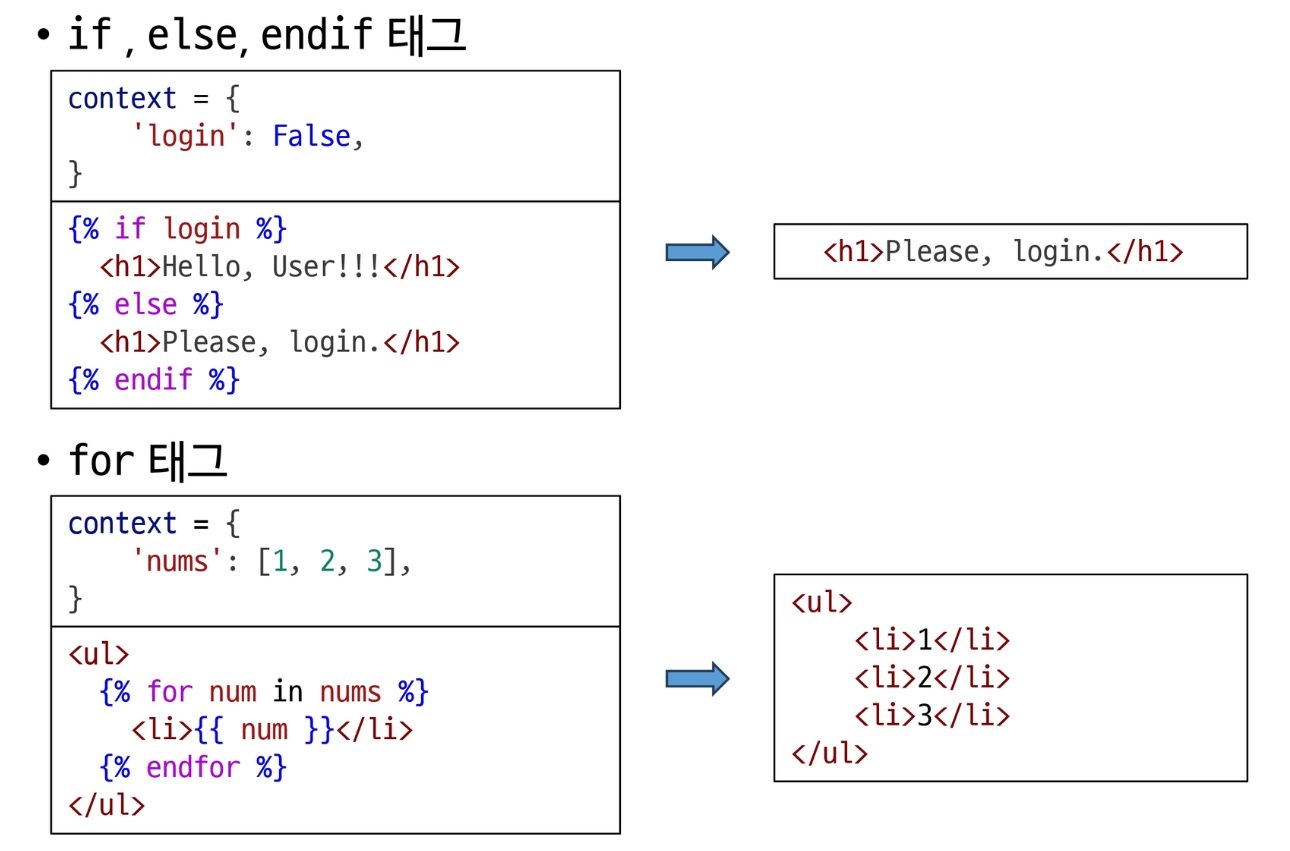 • if , else, endif 태그
context = {
    'login': False,
}
{% if login %}
  <h1>Hello, User!!!</h1>
{% else %}
  <h1>Please, login.</h1>
{% endif %}
<h1>Please, login.</h1>
• for 태그
context = {
    'nums': [1, 2, 3],
}
<ul>
  {% for num in nums %}
    <li>{{ num }}</li>
  {% endfor %}
</ul>
<ul>
    <li>1</li>
    <li>2</li>
    <li>3</li>
</ul>